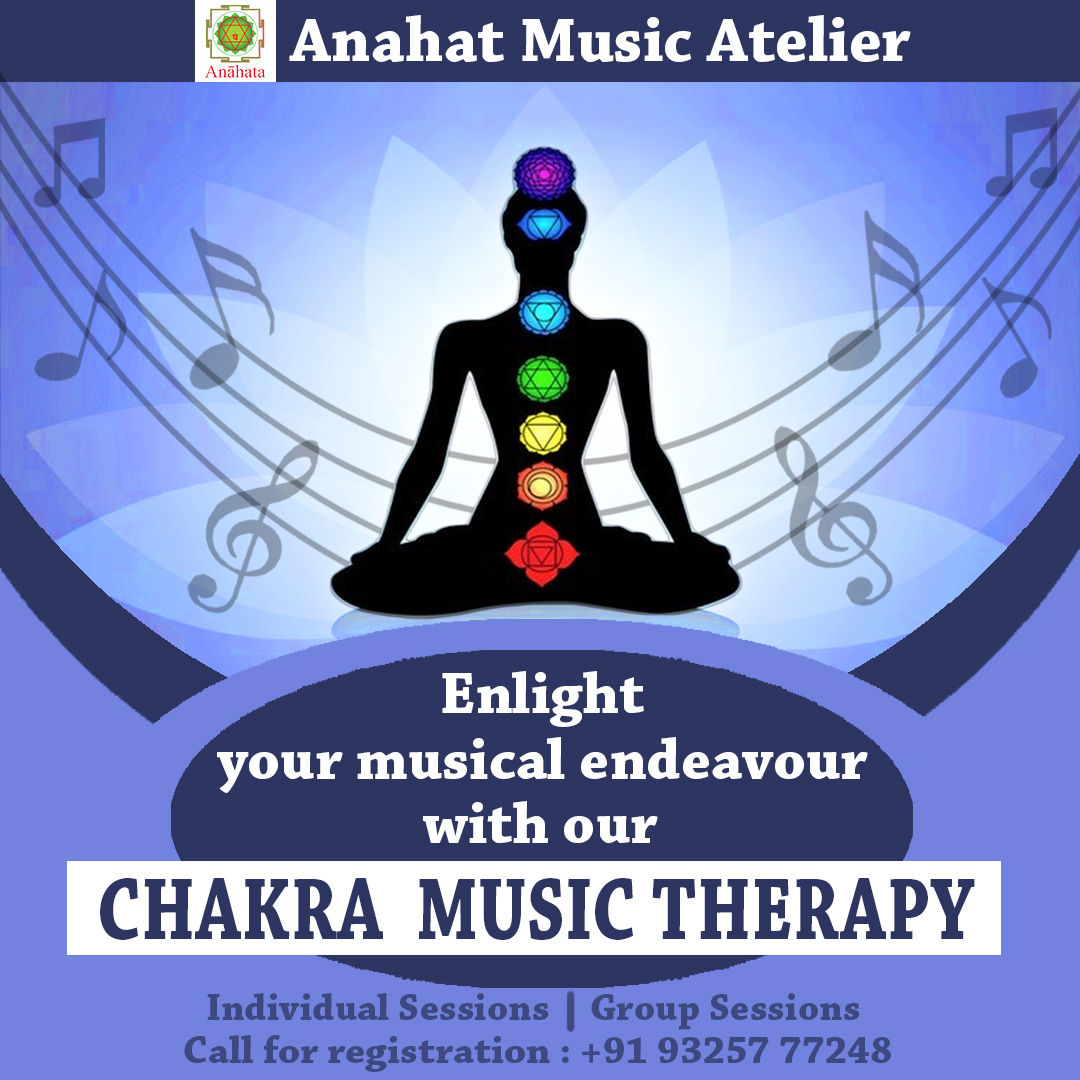 Anāhata
Anahat Music Atelier
Enlight
your musical endeavour
with our
CHAKRA MUSIC THERAPY
Individual Sessions | Group Sessions
Call for registration : +91 93257 77248